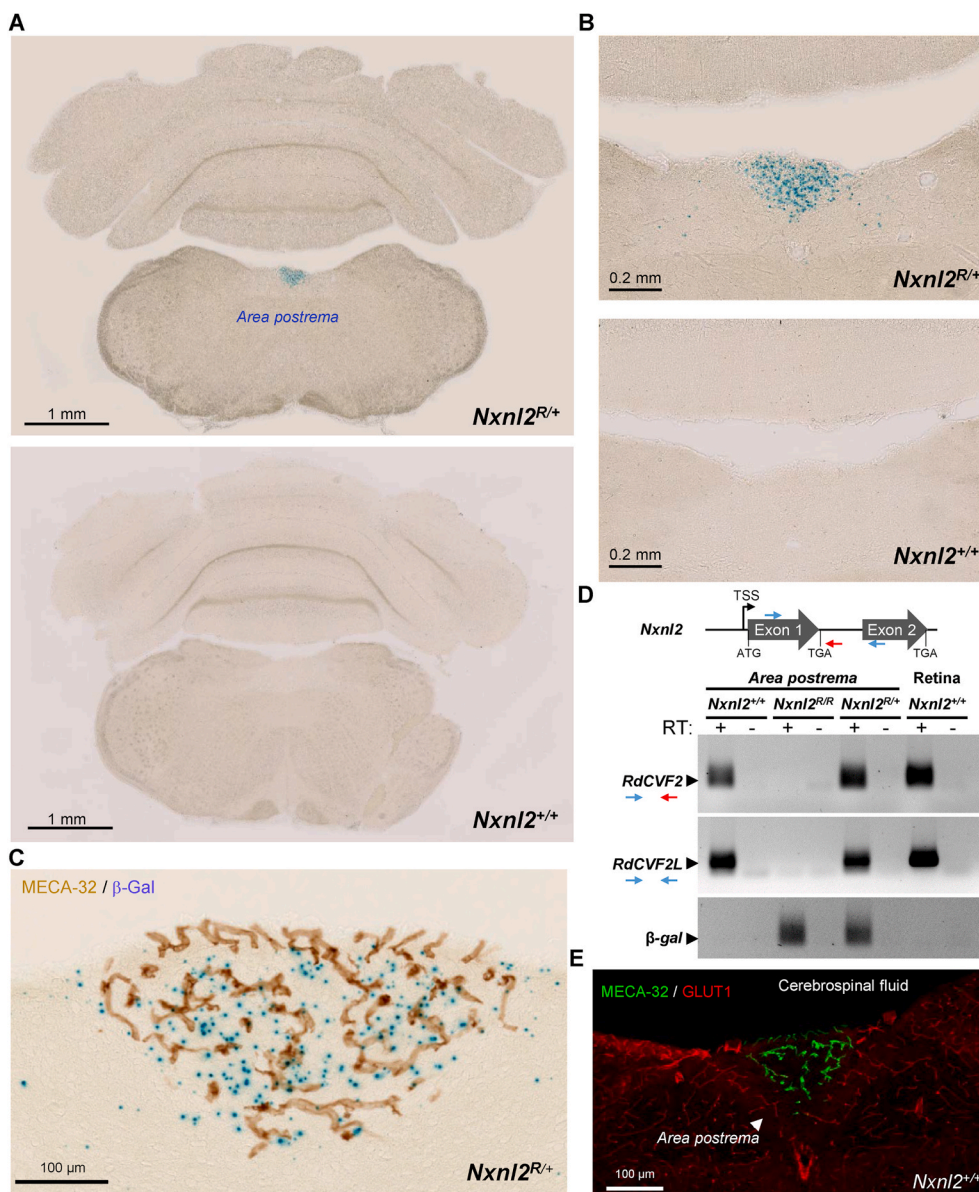 A
Area postrema
1 mm
Nxnl2R/+
1 mm
Nxnl2+/+
B
0.2 mm
Nxnl2R/+
0.2 mm
Nxnl2+/+
C
MECA-32 / β-Gal
100 µm
Nxnl2R/+
D
TSS
Nxnl2
Exon 1
Exon 2
ATG
TGA
TGA
Area postrema
Retina
Nxnl2+/+ Nxnl2R/R Nxnl2R/+ Nxnl2+/+
RT: + - + - + - + -
RdCVF2
RdCVF2L
β-gal
E
MECA-32 / GLUT1
Cerebrospinal fluid
Area postrema
100 µm
Nxnl2+/+